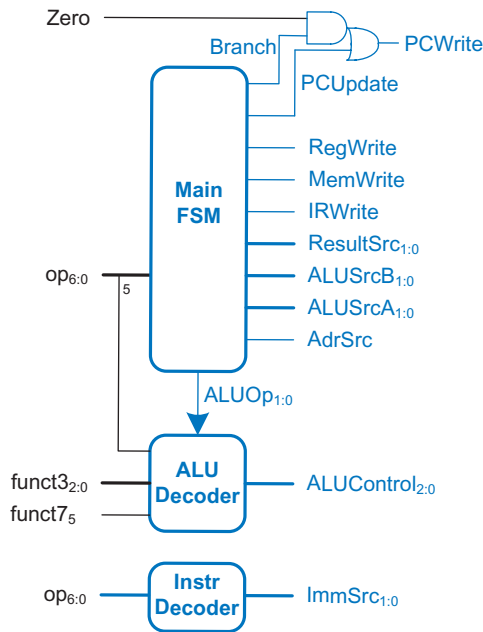 Zero
Branch
PCWrite
PCUpdate
RegWrite
MemWrite
IRWrite
ResultSrc1:0
ALUSrcB1:0
ALUSrcA1:0
AdrSrc
Main
FSM
op6:0
5
ALUOp1:0
funct32:0
funct75
ALU
Decoder
ALUControl2:0
op6:0
Instr
Decoder
ImmSrc1:0